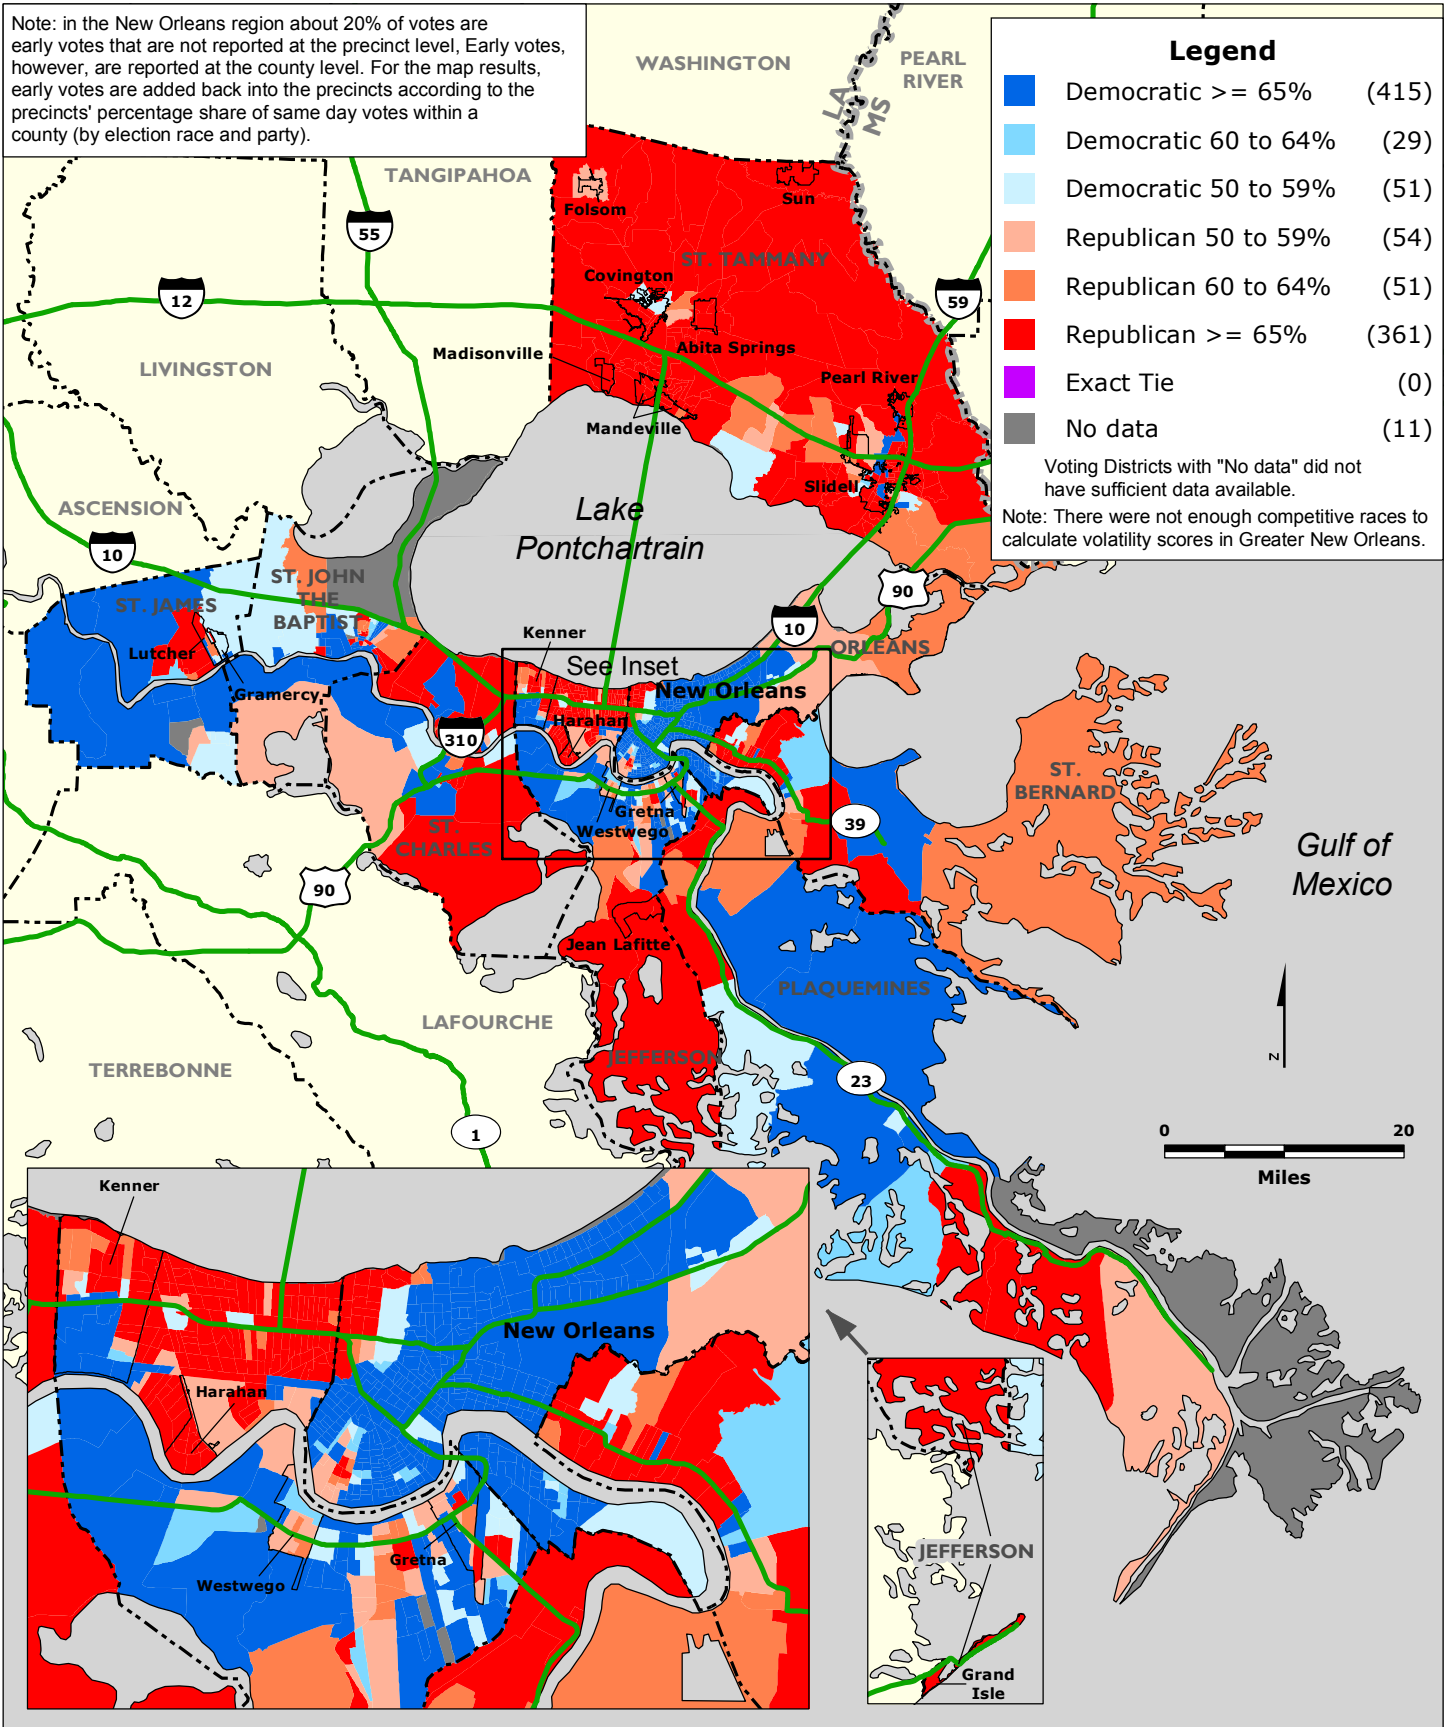 Note: in the New Orleans region about 20% of votes are
early votes that are not reported at the precinct level, Early votes,
however, are reported at the county level. For the map results,
early votes are added back into the precincts according to the
precincts' percentage share of same day votes within a
county (by election race and party).
Legend
Democratic >= 65% (415)
Democratic 60 to 64% (29)
Democratic 50 to 59% (51)
Republican 50 to 59% (54)
Republican 60 to 64% (51)
Republican >= 65% (361)
Exact Tie (0)
No data (11)
Voting Districts with "No data" did not
have sufficient data available.
Note: There were not enough competitive races to
calculate volatility scores in Greater New Orleans.
WASHINGTON
PEARL
RIVER
LA
MS
TANGIPAHOA
55
Folsom
Sun
ST. TAMMANY
Covington
12
59
Madisonville
Abita Springs
LIVINGSTON
Pearl River
Mandeville
Slidell
ASCENSION
Lake
Pontchartrain
10
ST. JOHN
THE
BAPTIST
ST. JAMES
90
10
Kenner
ORLEANS
Lutcher
See Inset
Gramercy
New Orleans
Harahan
310
ST.
BERNARD
Gretna
Westwego
39
ST.
CHARLES
Gulf of
Mexico
90
Jean Lafitte
PLAQUEMINES
LAFOURCHE
JEFFERSON
TERREBONNE
23
N
1
0 20
Miles
Kenner
New Orleans
Harahan
Gretna
Westwego
JEFFERSON
Grand
Isle